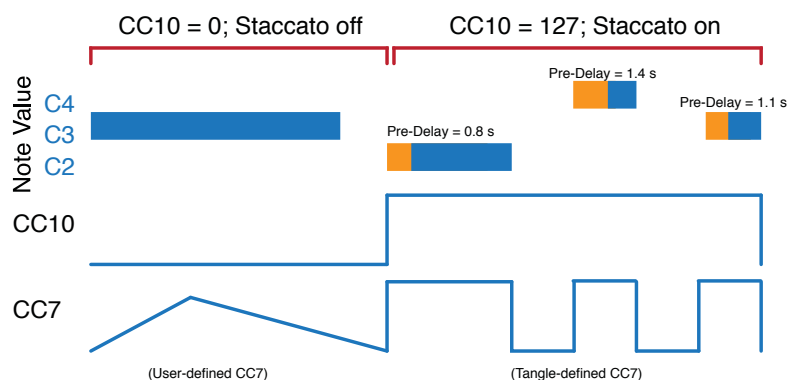 CC10 = 0; Staccato off
CC10 = 127; Staccato on
Pre-Delay = 1.4 s
Note Value
C4
Pre-Delay = 1.1 s
C3
Pre-Delay = 0.8 s
C2
CC10
CC7
(User-defined CC7)
(Tangle-defined CC7)